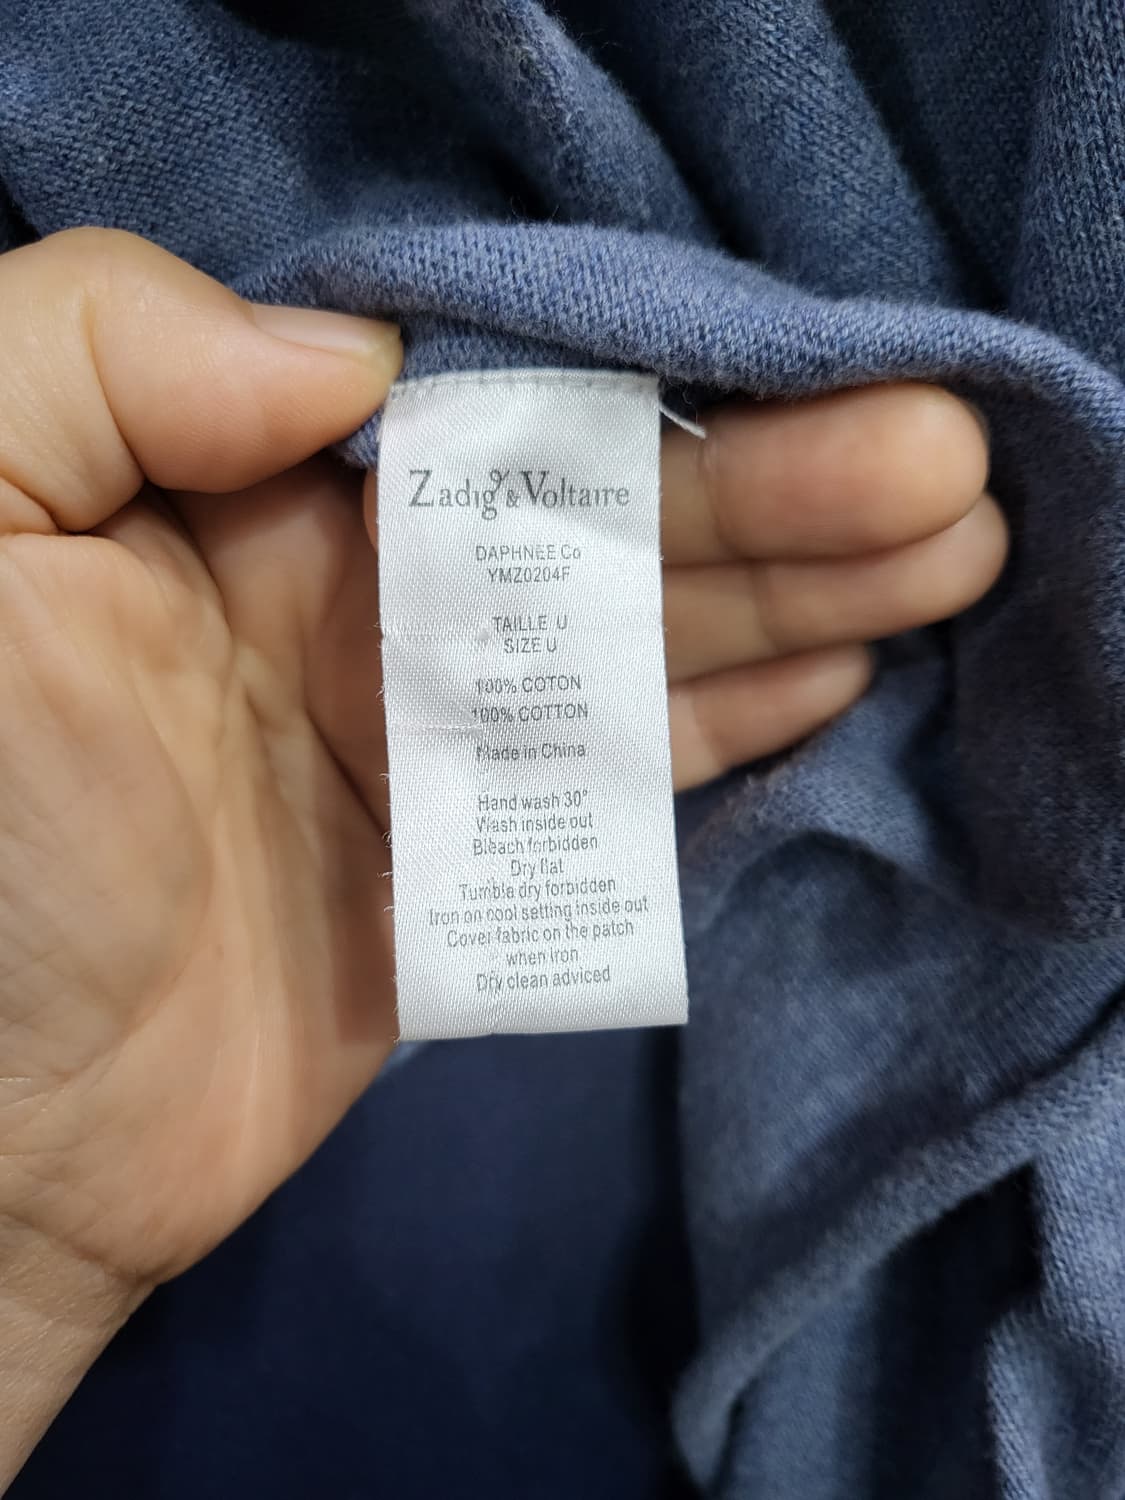 Zadig & Voltaire
DAPHNÉE Co
YMZ0204F
TAILLE U
SIZE U
100% COTON
100% COTTON
Made in China
Hand wash 30°
Wash inside out
Bleach forbidden
Dry flat
Tumble dry forbidden
Iron on cool setting inside out
Cover fabric on the patch
when iron
Dry clean adviced